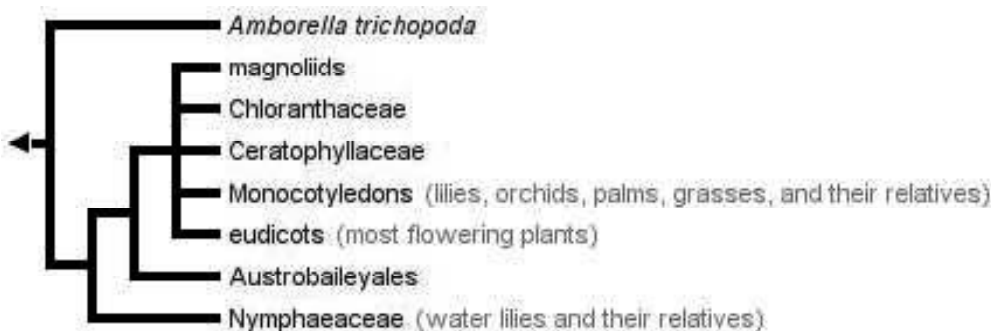 Amborella trichopoda
magnoliids
Chloranthaceae
Ceratophyllaceae
Monocotyledons (lilies, orchids, palms, grasses, and their relatives)
eudicots (most flowering plants)
Austrobaileyales
Nymphaeaceae (water lilies and their relatives)